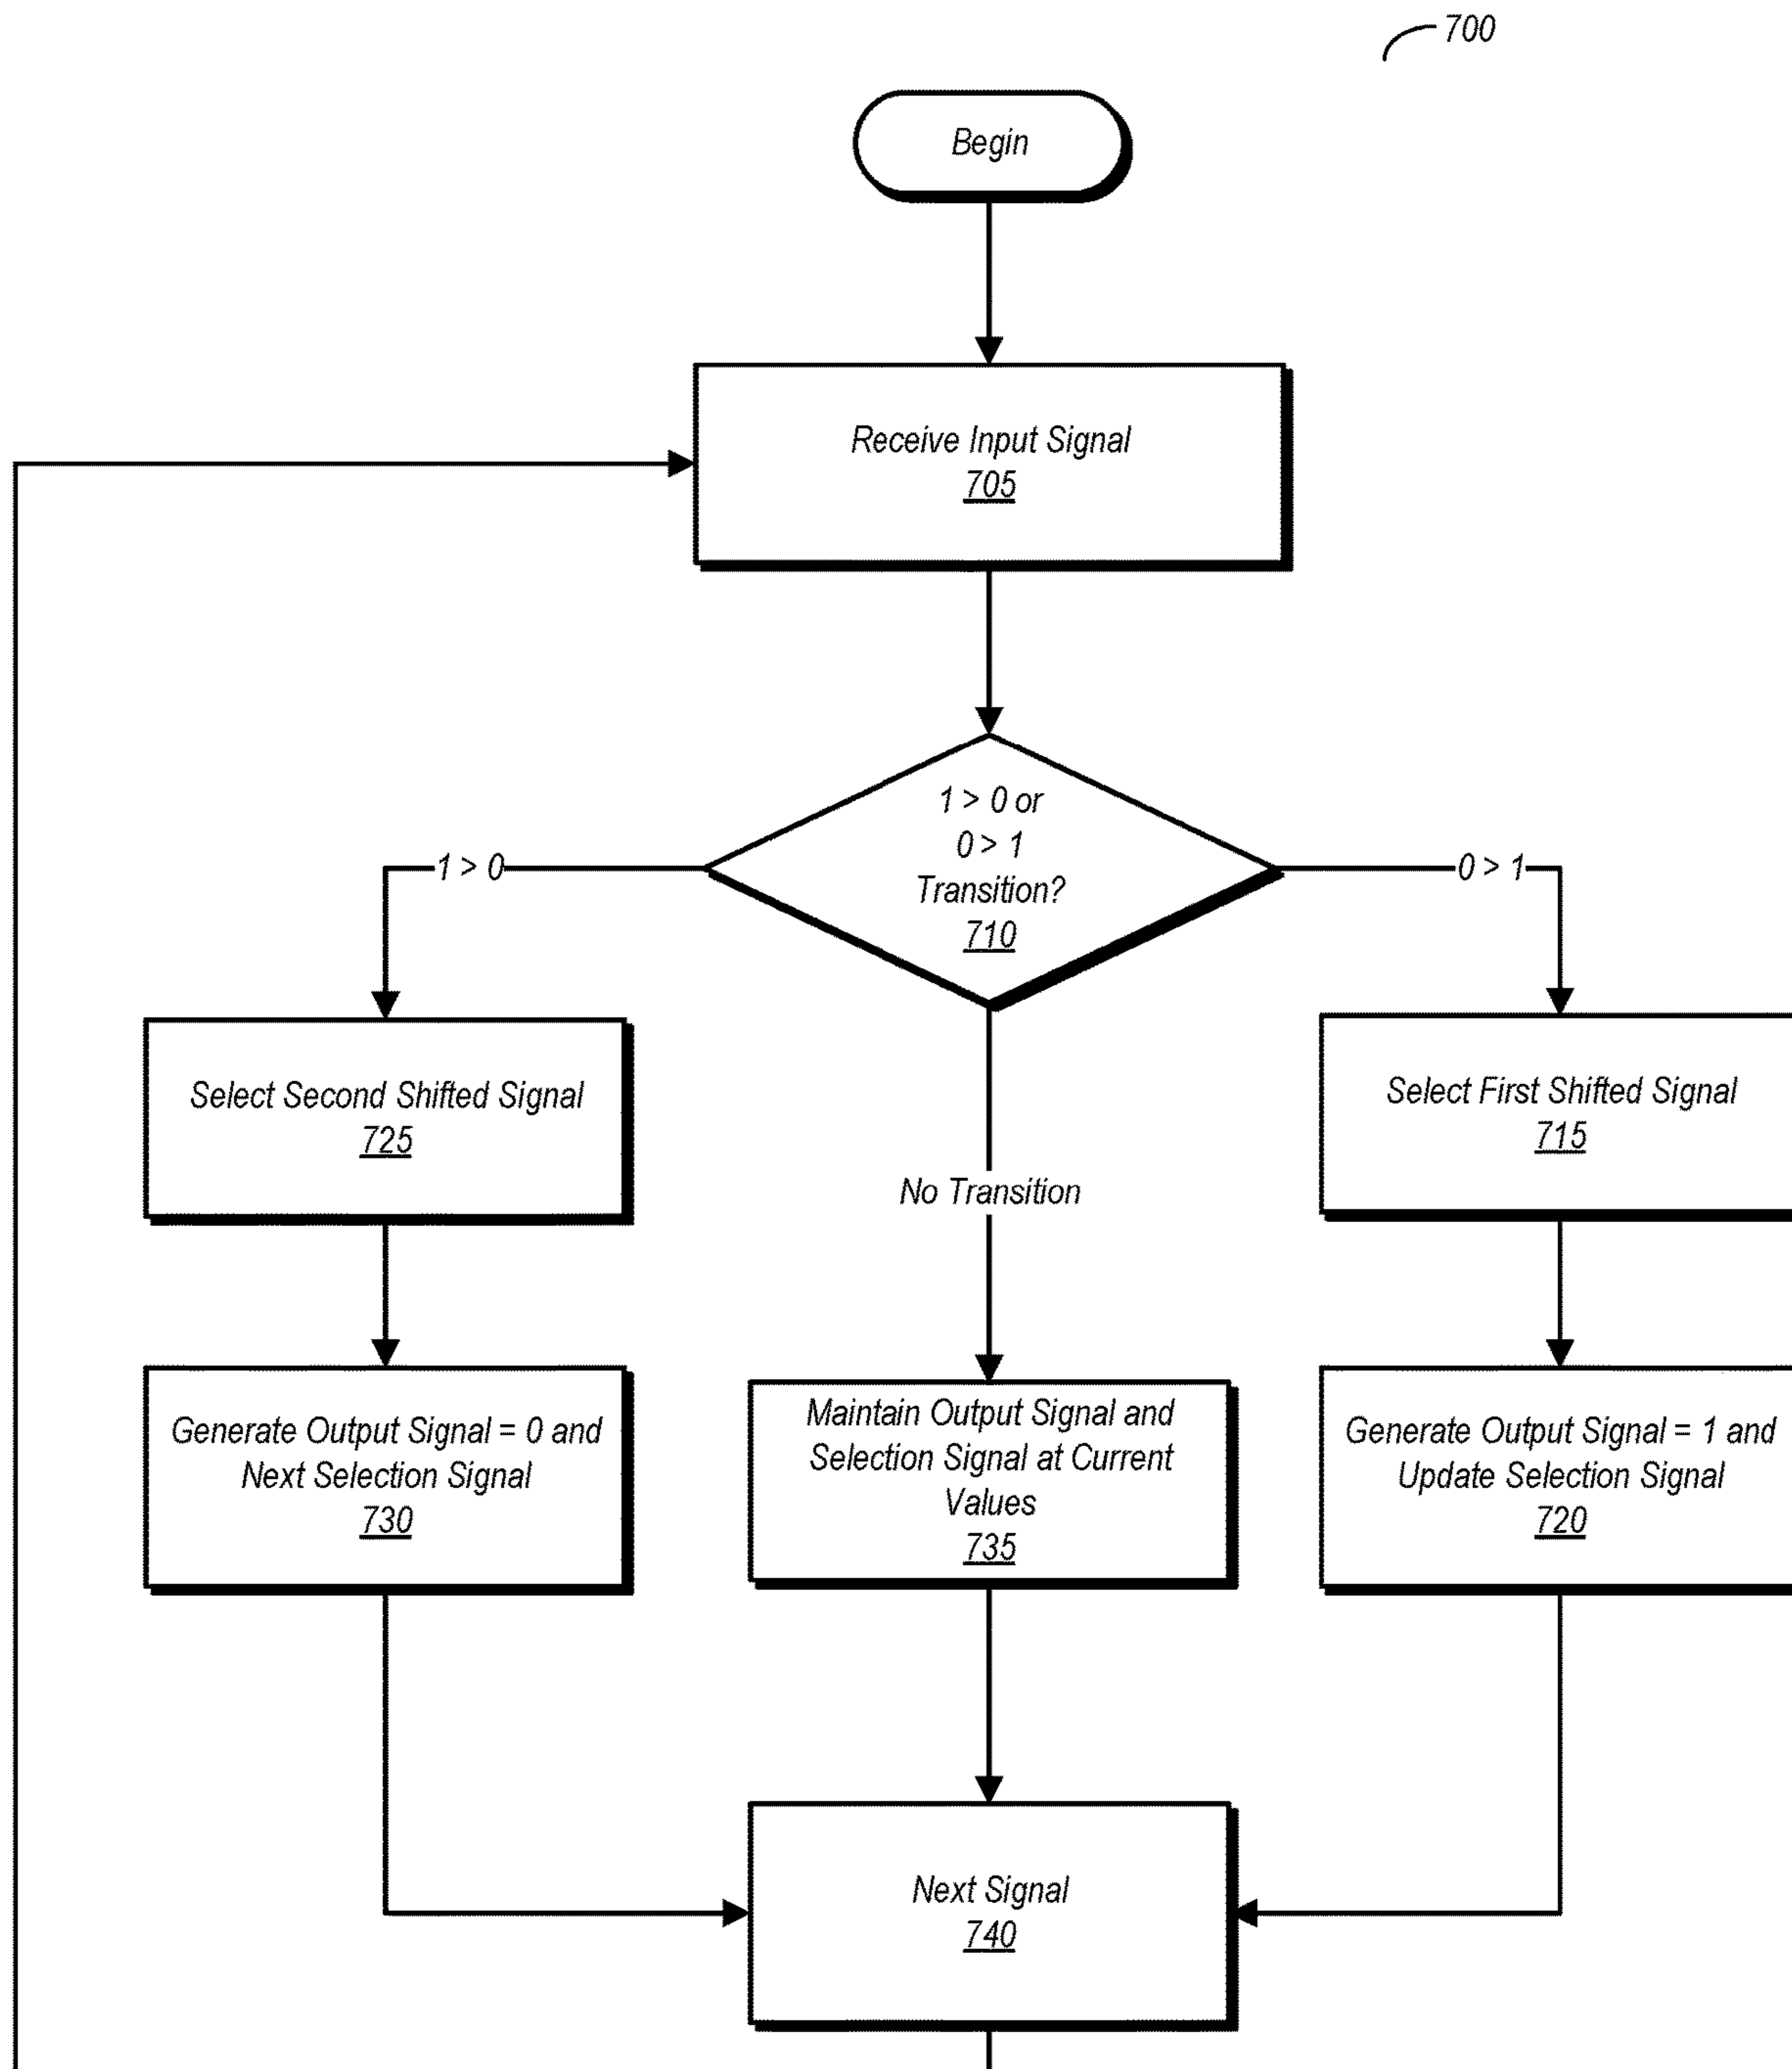 700
Begin
Receive Input Signal
705
1 > 0 or
0 > 1
Transition?
710
1 > 0
0 > 1
Select Second Shifted Signal
725
No Transition
Select First Shifted Signal
715
Generate Output Signal = 0 and
Next Selection Signal
730
Maintain Output Signal and
Selection Signal at Current
Values
735
Generate Output Signal = 1 and
Update Selection Signal
720
Next Signal
740